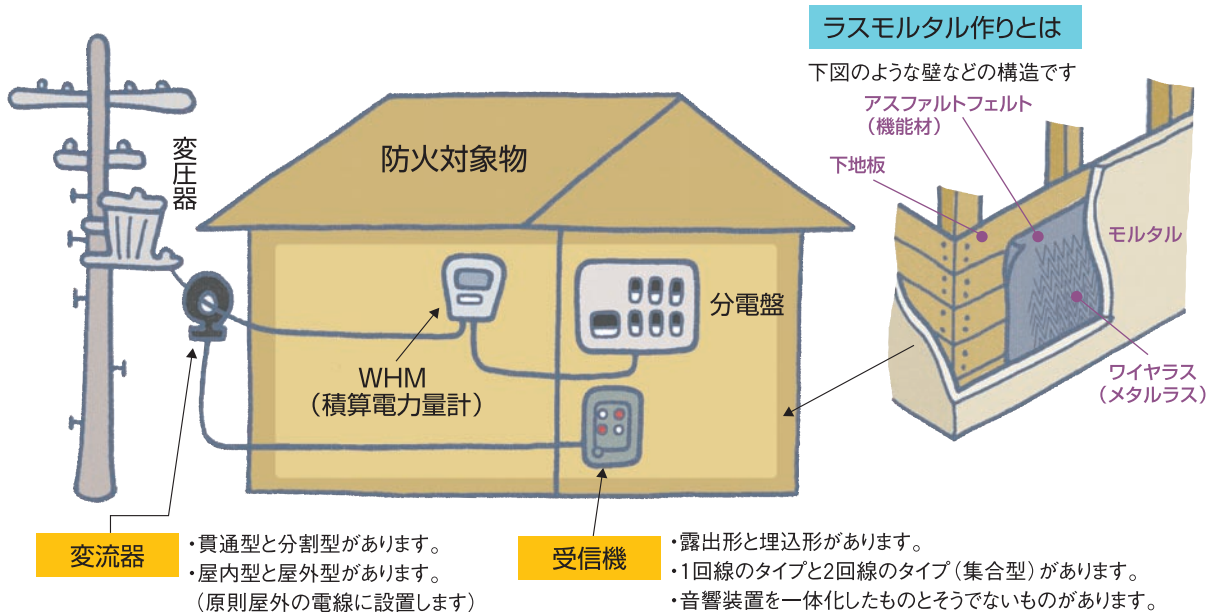 ラスモルタル作りとは
下図のような壁などの構造です
アスファルトフェルト
（機能材）
下地板
モルタル
ワイヤラス
（メタルラス）
変圧器
防火対象物
分電盤
WHM
（積算電力量計）
変流器
・貫通型と分割型があります。
・屋内型と屋外型があります。
（原則屋外の電線に設置します）
受信機
・露出形と埋込形があります。
・1回線のタイプと2回線のタイプ（集合型）があります。
・音響装置を一体化したものとそうでないものがあります。